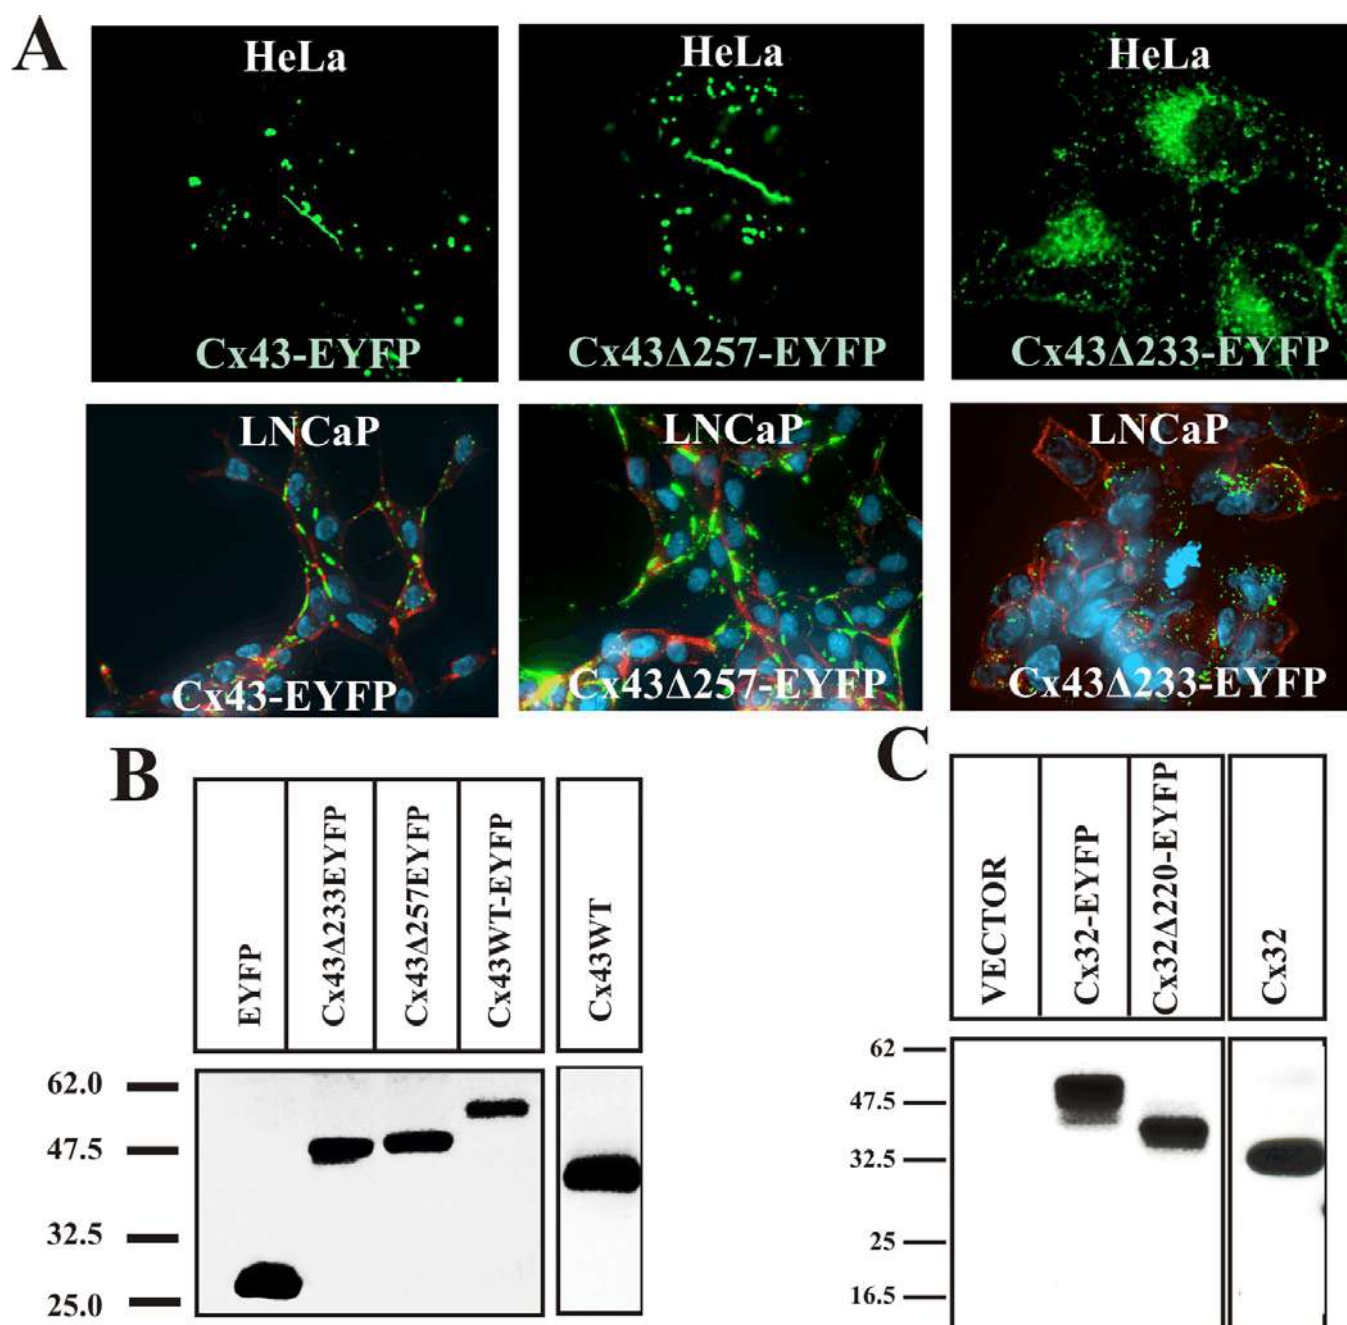 A
HeLa
HeLa
HeLa
Cx43-EYFP
Cx43Δ257-EYFP
Cx43Δ233-EYFP
LNCaP
LNCaP
LNCaP
Cx43-EYFP
Cx43Δ257-EYFP
Cx43Δ233-EYFP
B
EYFP
Cx43Δ233EYFP
Cx43Δ257EYFP
Cx43WT-EYFP
Cx43WT
62.0
47.5
32.5
25.0
C
VECTOR
Cx32-EYFP
Cx32Δ220-EYFP
Cx32
62
47.5
32.5
25
16.5